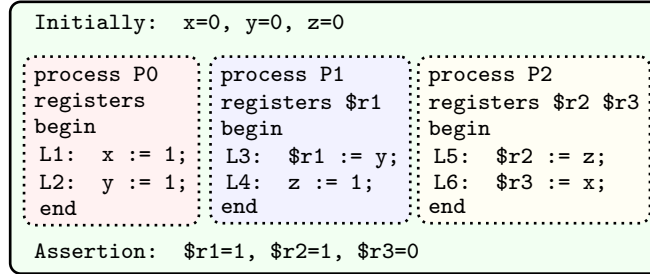 Initially: x=0, y=0, z=0
process P0
registers
begin
L1: x := 1;
L2: y := 1;
end
process P1
registers $r1
begin
L3: $r1 := y;
L4: z := 1;
end
process P2
registers $r2 $r3
begin
L5: $r2 := z;
L6: $r3 := x;
end
Assertion: $r1=1, $r2=1, $r3=0